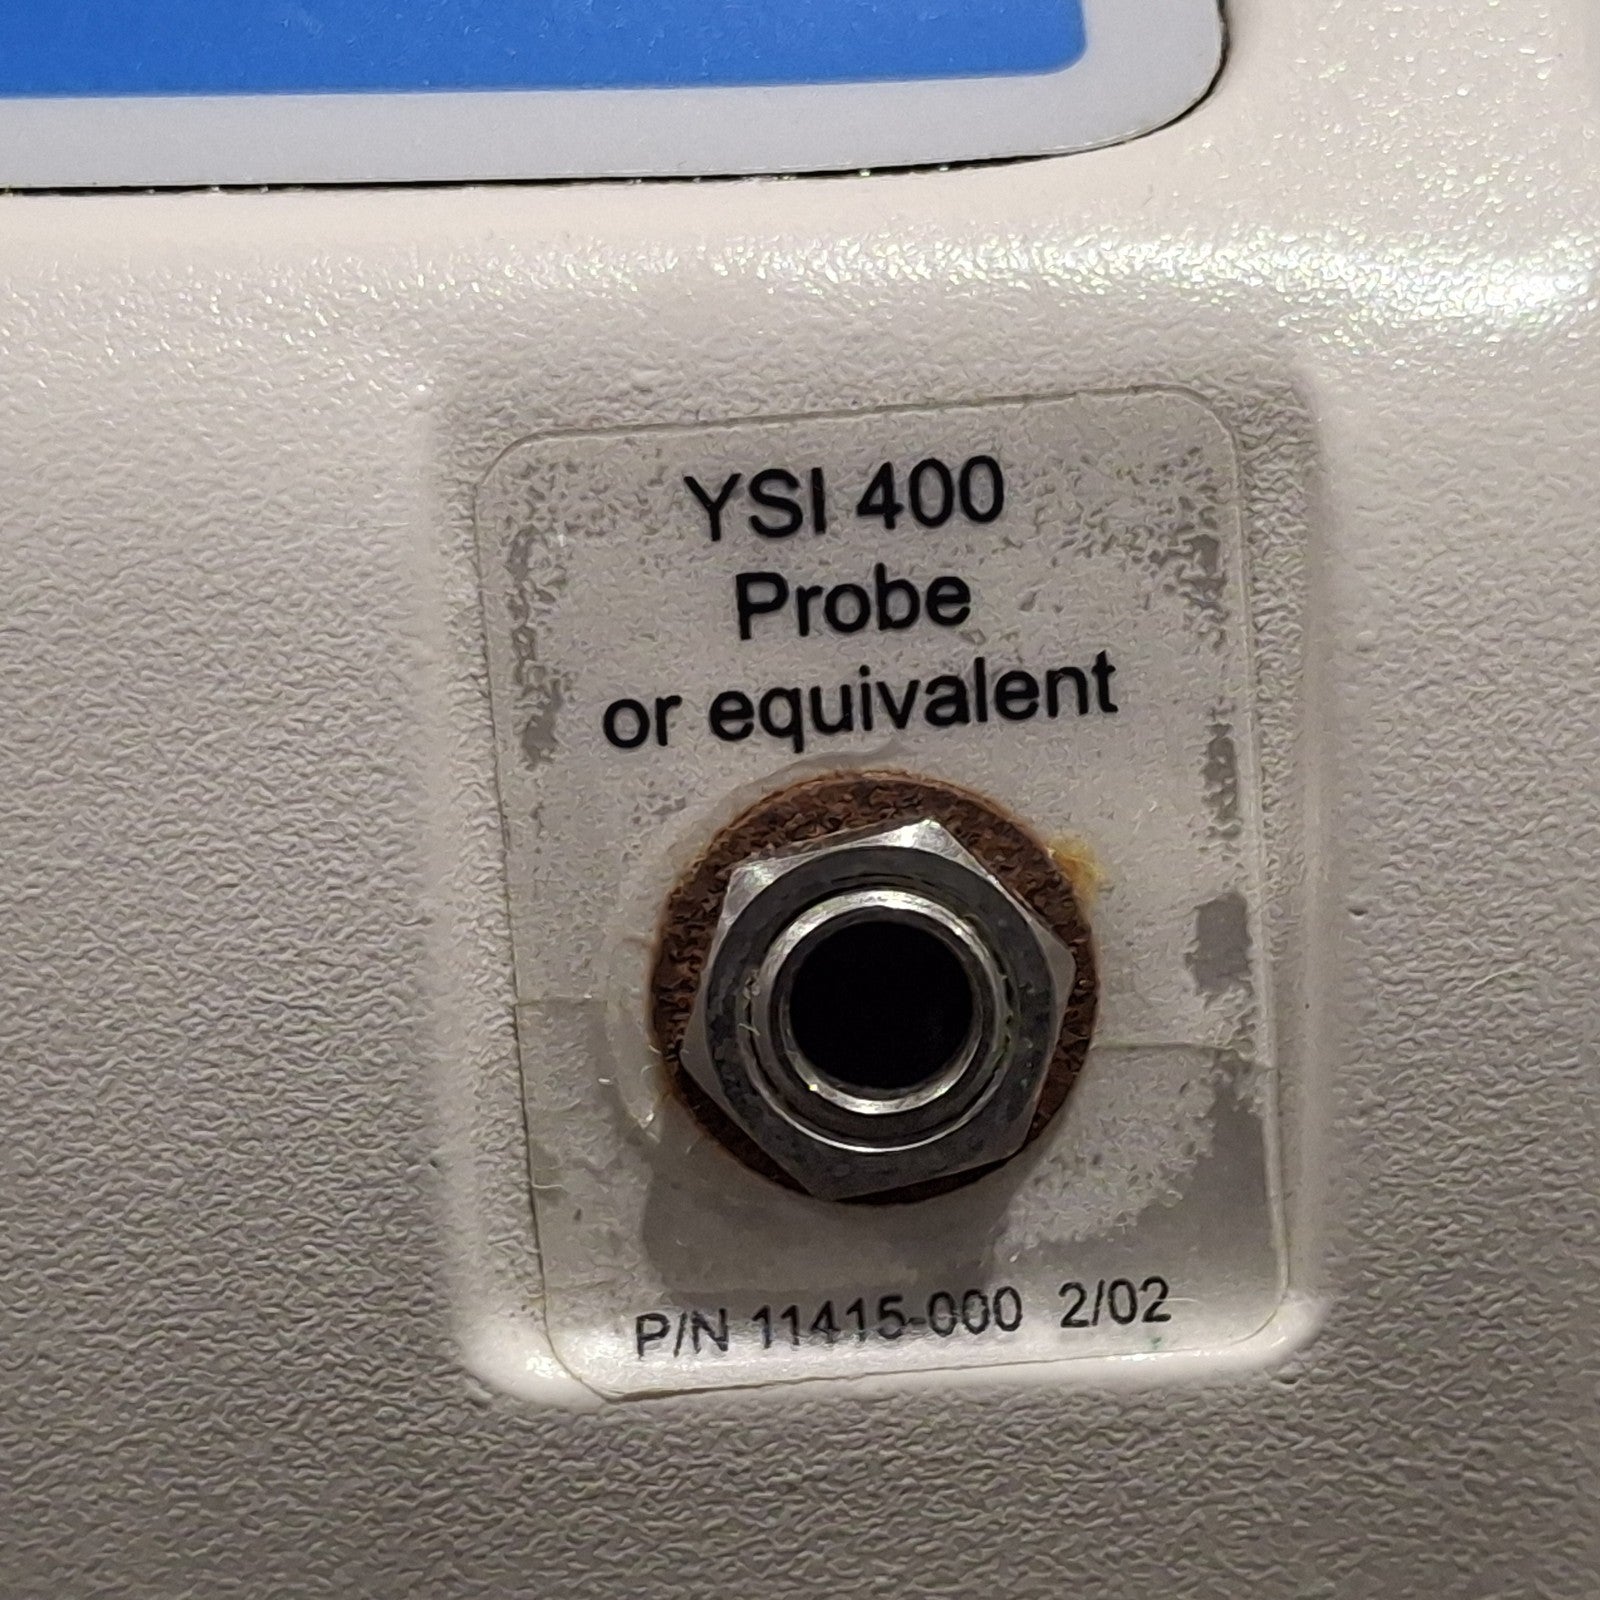 YSI 400
Probe
or equivalent
P/N 11415-000 2/02